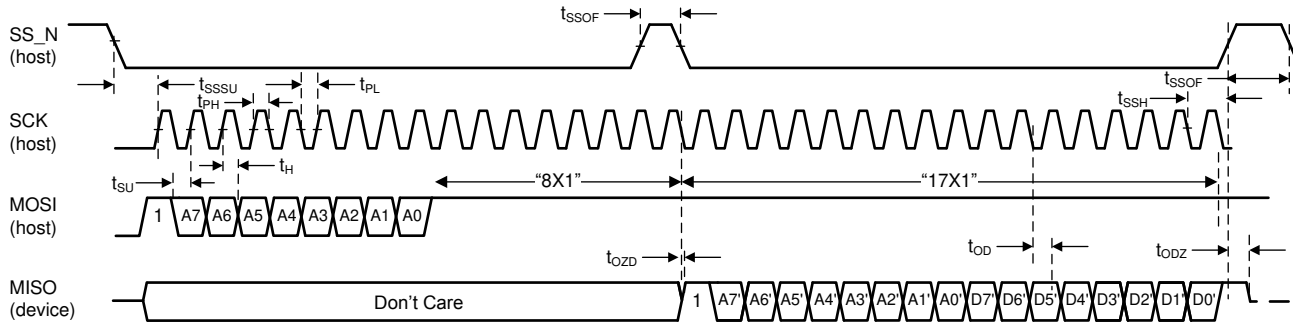 tSSOF
SS_N
(host)
tSSSU
tPL
tSSOF
tPH
tSSH
SCK
(host)
tH
tSU
“8X1”
“17X1”
MOSI
(host)
1 A7 A6 A5 A4 A3 A2 A1 A0
tOZD
tOD
tODZ
MISO
(device)
Don’t Care
1 A7' A6' A5' A4' A3' A2' A1' A0' D7' D6' D5' D4' D3' D2' D1' D0'